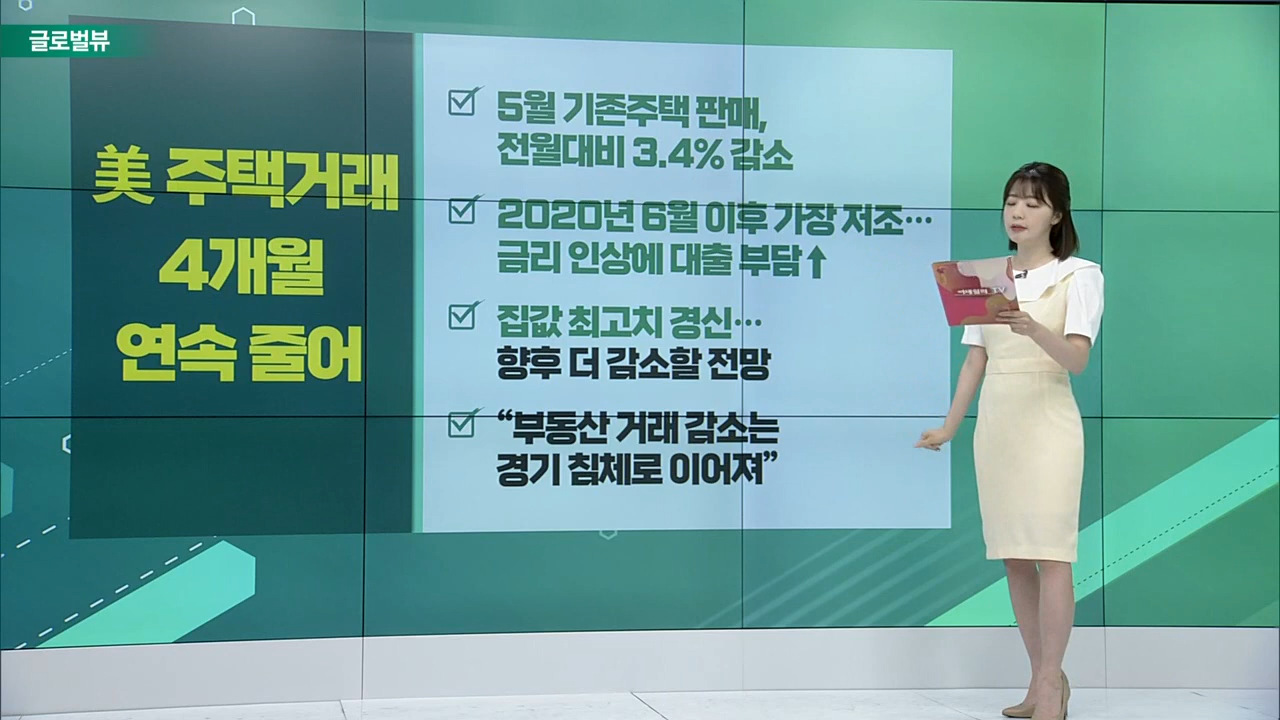 글로벌뷰
美 주택거래
4개월
연속 줄어
5월 기존주택 판매,
전월대비 3.4% 감소
2020년 6월 이후 가장 저조…
금리 인상에 대출 부담↑
집값 최고치 경신…
향후 더 감소할 전망
“부동산 거래 감소는
경기 침체로 이어져”